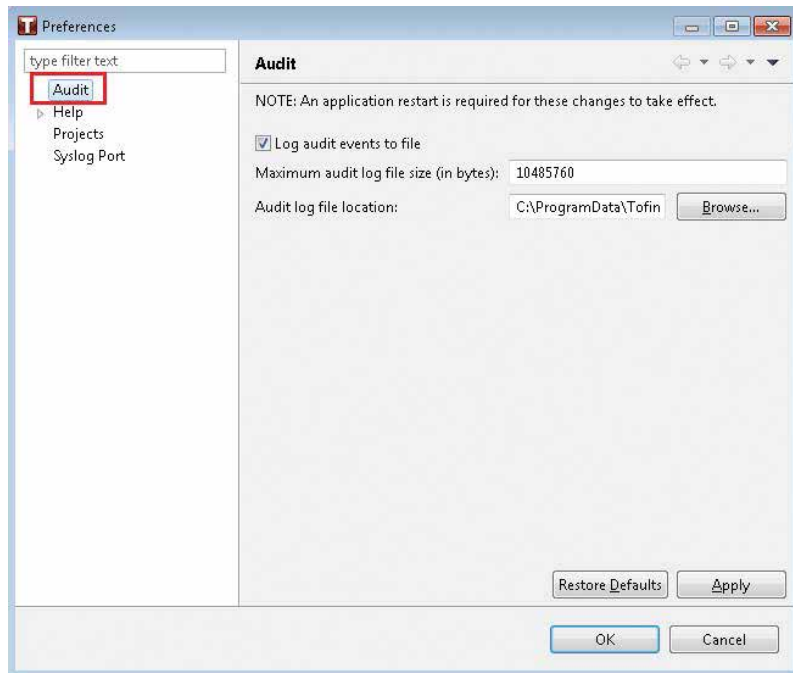 Preferences
type filter text
Audit
Help
Projects
Syslog Port
Audit
NOTE: An application restart is required for these changes to take effect.
Log audit events to file
Maximum audit log file size (in bytes): 10485760
Audit log file location: C:\ProgramData\Tofin Browse...
Restore Defaults Apply
OK Cancel